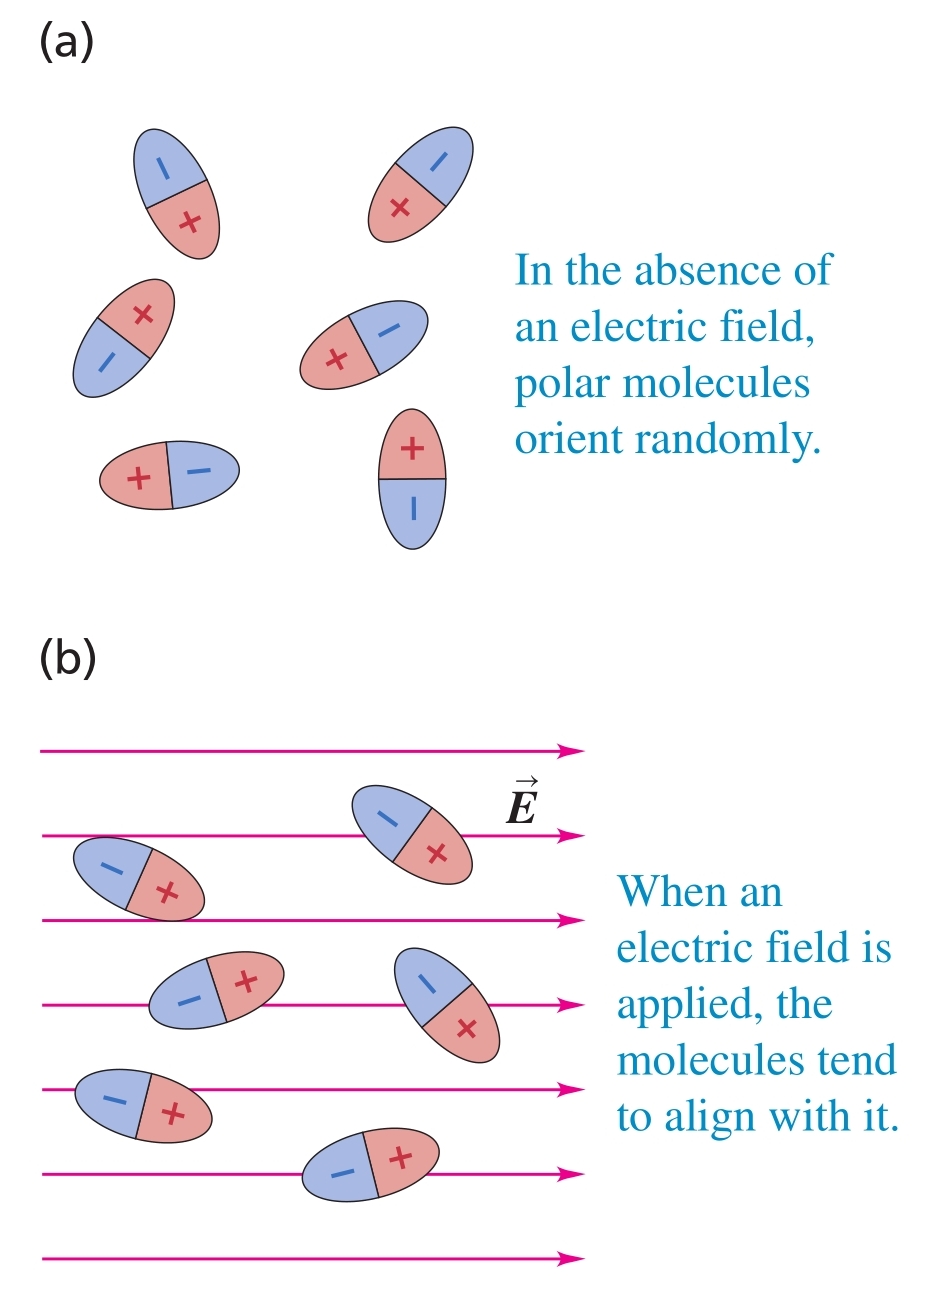 (a)
In the absence of
an electric field,
polar molecules
orient randomly.
(b)
E⃗
When an
electric field is
applied, the
molecules tend
to align with it.